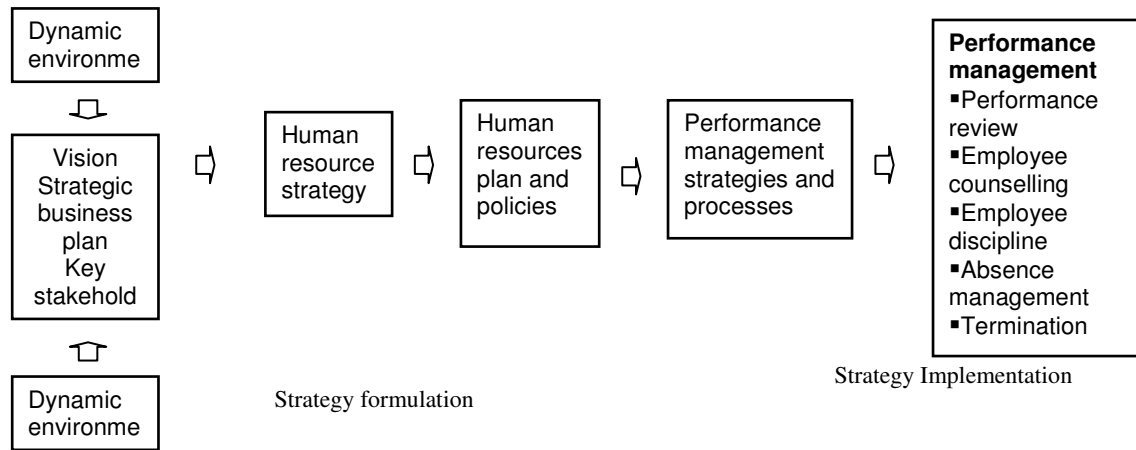 Dynamic
environme
Vision
Strategic
business
plan
Key
stakehold
Dynamic
environme
Human
resource
strategy
Human
resources
plan and
policies
Performance
management
strategies and
processes
Performance
management
▪Performance
review
▪Employee
counselling
▪Employee
discipline
▪Absence
management
▪Termination
Strategy formulation
Strategy Implementation